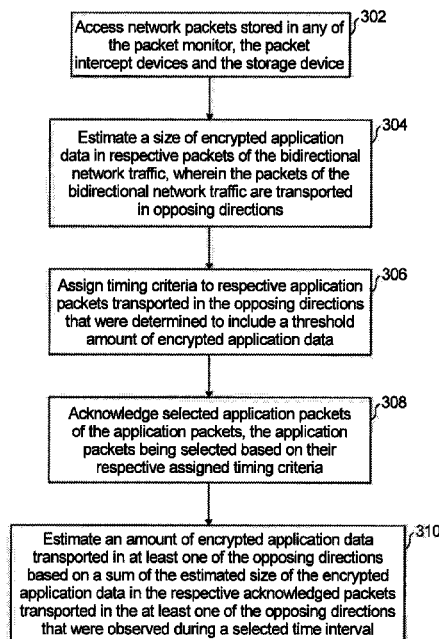 302
Access network packets stored in any of
the packet monitor, the packet
intercept devices and the storage device
304
Estimate a size of encrypted application
data in respective packets of the bidirectional
network traffic, wherein the packets of the
bidirectional network traffic are transported
in opposing directions
306
Assign timing criteria to respective application
packets transported in the opposing directions
that were determined to include a threshold
amount of encrypted application data
308
Acknowledge selected application packets
of the application packets, the application
packets being selected based on their
respective assigned timing criteria
310
Estimate an amount of encrypted application data
transported in at least one of the opposing directions
based on a sum of the estimated size of the encrypted
application data in the respective acknowledged packets
transported in the at least one of the opposing directions
that were observed during a selected time interval